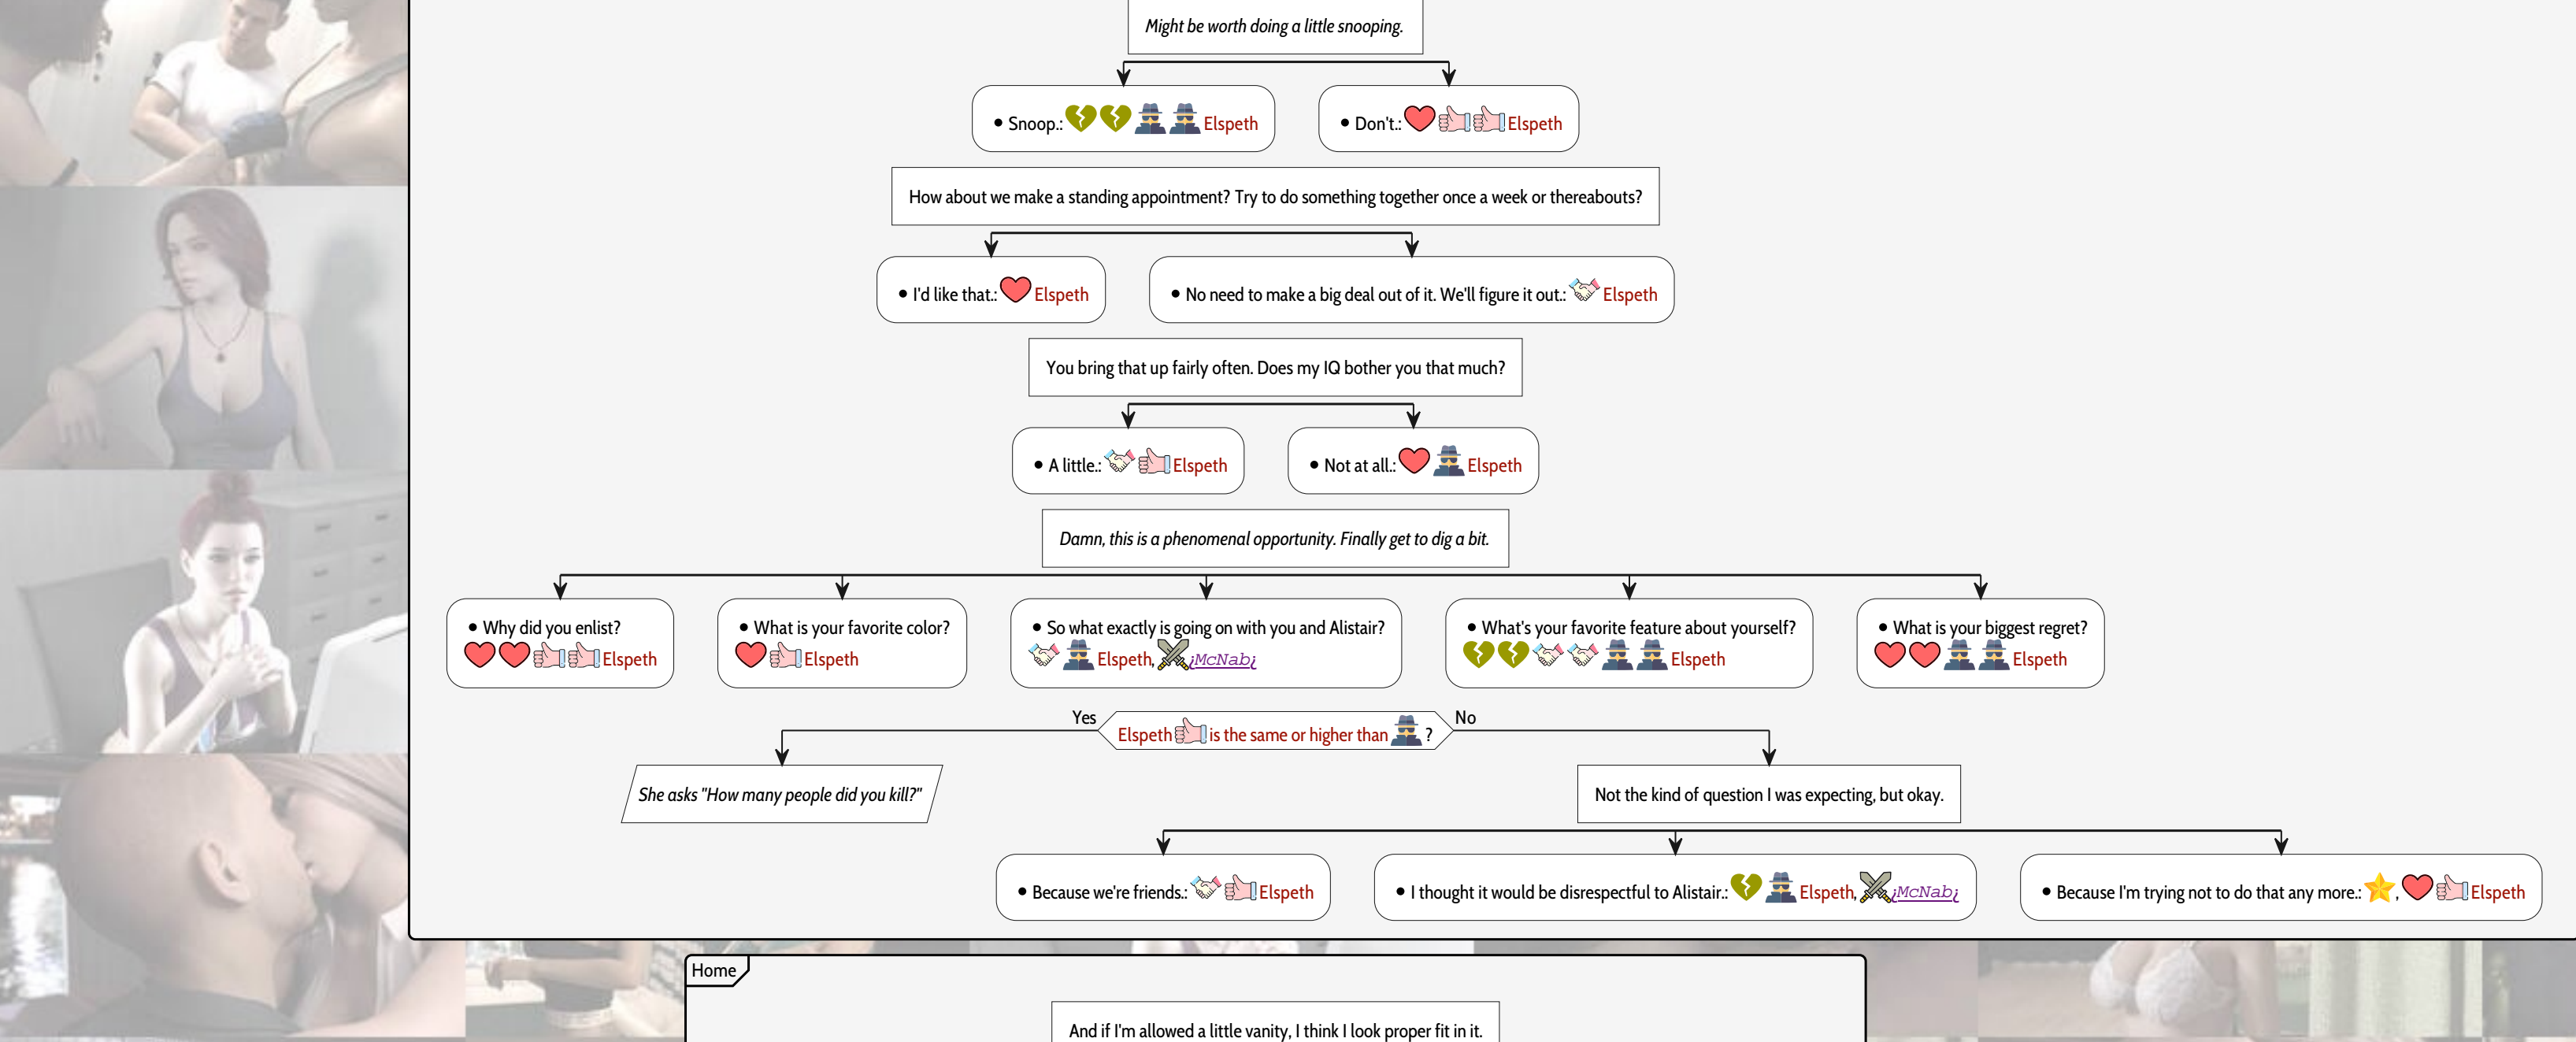 Might be worth doing a little snooping.
• Snoop.: Elspeth
• Don't.: Elspeth
How about we make a standing appointment? Try to do something together once a week or thereabouts?
• I'd like that.: Elspeth
• No need to make a big deal out of it. We'll figure it out.: Elspeth
You bring that up fairly often. Does my IQ bother you that much?
• A little.: Elspeth
• Not at all.: Elspeth
Damn, this is a phenomenal opportunity. Finally get to dig a bit.
• Why did you enlist?
Elspeth
• What is your favorite color?
Elspeth
• So what exactly is going on with you and Alistair?
Elspeth, ¿McNab¿
• What's your favorite feature about yourself?
Elspeth
• What is your biggest regret?
Elspeth
Yes
Elspeth is the same or higher than ?
No
She asks "How many people did you kill?"
Not the kind of question I was expecting, but okay.
• Because we're friends.: Elspeth
• I thought it would be disrespectful to Alistair.: Elspeth, ¿McNab¿
• Because I'm trying not to do that any more.: , Elspeth
Home
And if I'm allowed a little vanity, I think I look proper fit in it.